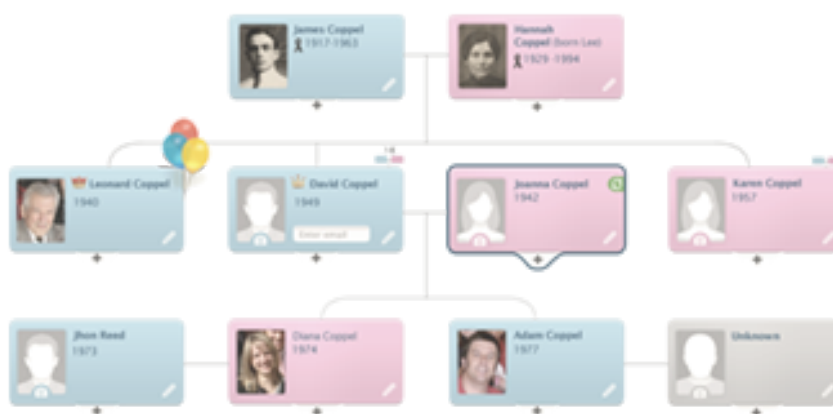 James Coppel
1917-1963
Hannah
Coppel (born Lee)
1929 -1994
Leonard Coppel
1940
David Coppel
1949
Enter email
Joanna Coppel
1942
Karen Coppel
1957
Jhon Reed
1973
Diana Coppel
1974
Adam Coppel
1977
Unknown